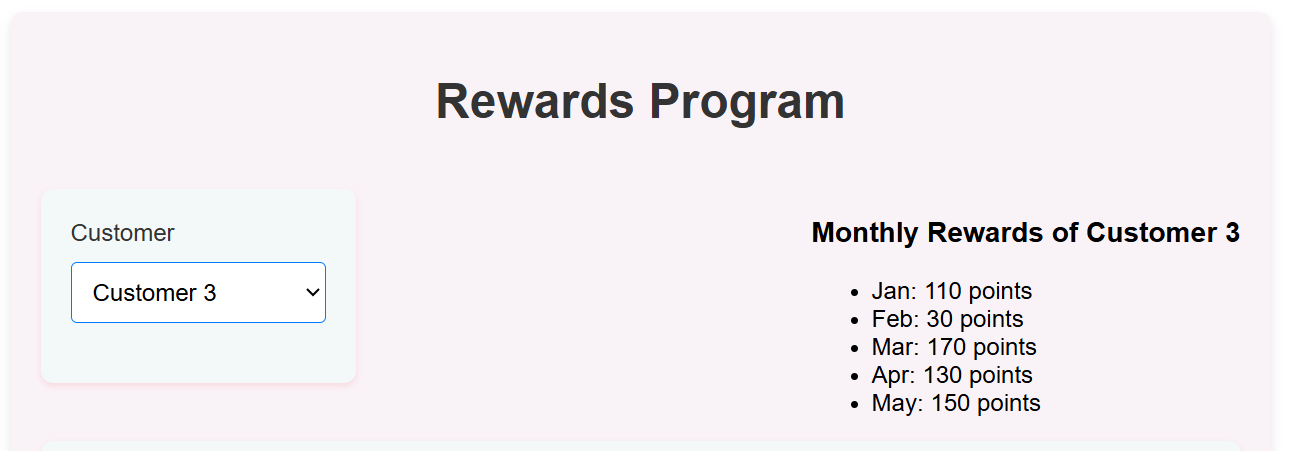 Rewards Program
Customer
Customer 3
Monthly Rewards of Customer 3
Jan: 110 points
Feb: 30 points
Mar: 170 points
Apr: 130 points
May: 150 points